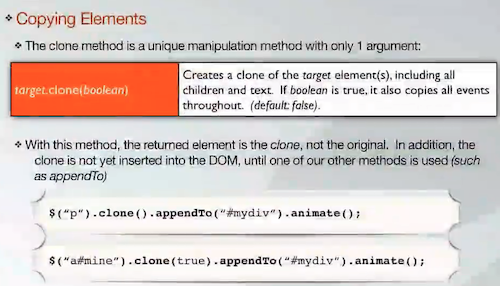 Copying Elements
The clone method is a unique manipulation method with only 1 argument:
target.clone(boolean)
Creates a clone of the target element(s), including all
children and text. If boolean is true, it also copies all events
throughout. (default: false).
With this method, the returned element is the clone, not the original. In addition, the
clone is not yet inserted into the DOM, until one of our other methods is used (such
as appendTo)
$(“p”).clone().appendTo(“#mydiv”).animate();
$(“a#mine”).clone(true).appendTo(“#mydiv”).animate();